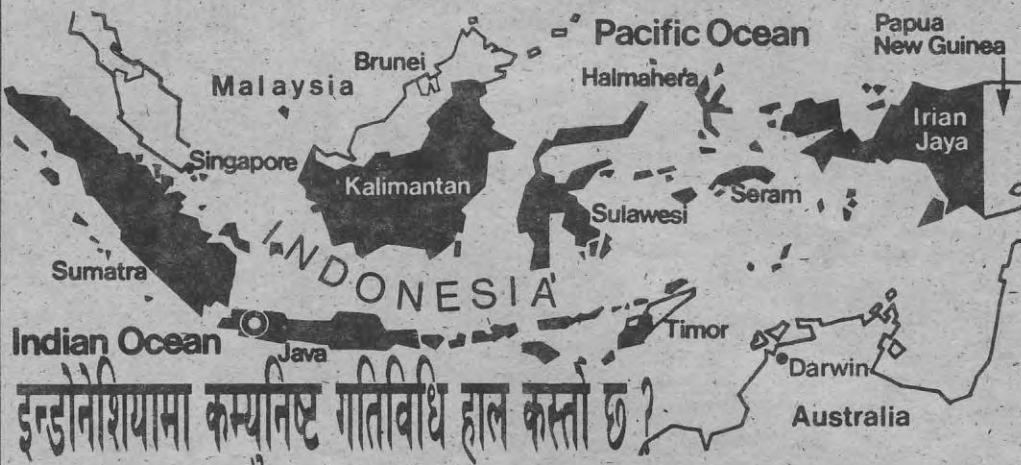 Pacific Ocean
Papua
New Guinea
Brunei
Malaysia
Halmahera
Irian
Jaya
Singapore
Kalimantan
Seram
Sulawesi
Sumatra
INDONESIA
Timor
Indian Ocean
Java
Darwin
Australia
इन्डोनेशियामा कम्युनिष्ट गतिविधि हाल कस्तो छ ?